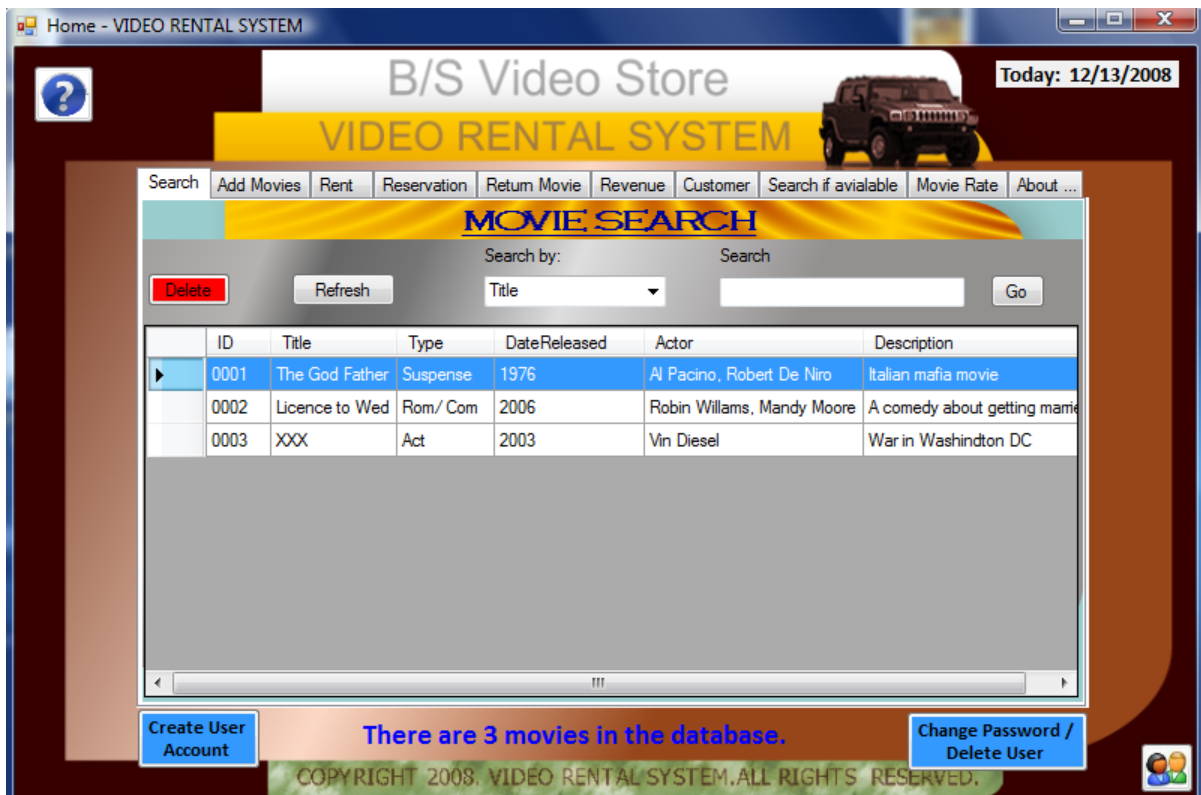 Home - VIDEO RENTAL SYSTEM
B/S Video Store
Today: 12/13/2008
VIDEO RENTAL SYSTEM
Search Add Movies Rent Reservation Return Movie Revenue Customer Search if avialable Movie Rate About ...
MOVIE SEARCH
Search by: Search
Delete Refresh Title Go
ID Title Type DateReleased Actor Description
0001 The God Father Suspense 1976 Al Pacino, Robert De Niro Italian mafia movie
0002 Licence to Wed Rom/ Com 2006 Robin Willams, Mandy Moore A comedy about getting marrie
0003 XXX Act 2003 Vin Diesel War in Washindton DC
Create User
Account
There are 3 movies in the database.
Change Password /
Delete User
COPYRIGHT 2008. VIDEO RENTAL SYSTEM.ALL RIGHTS RESERVED.